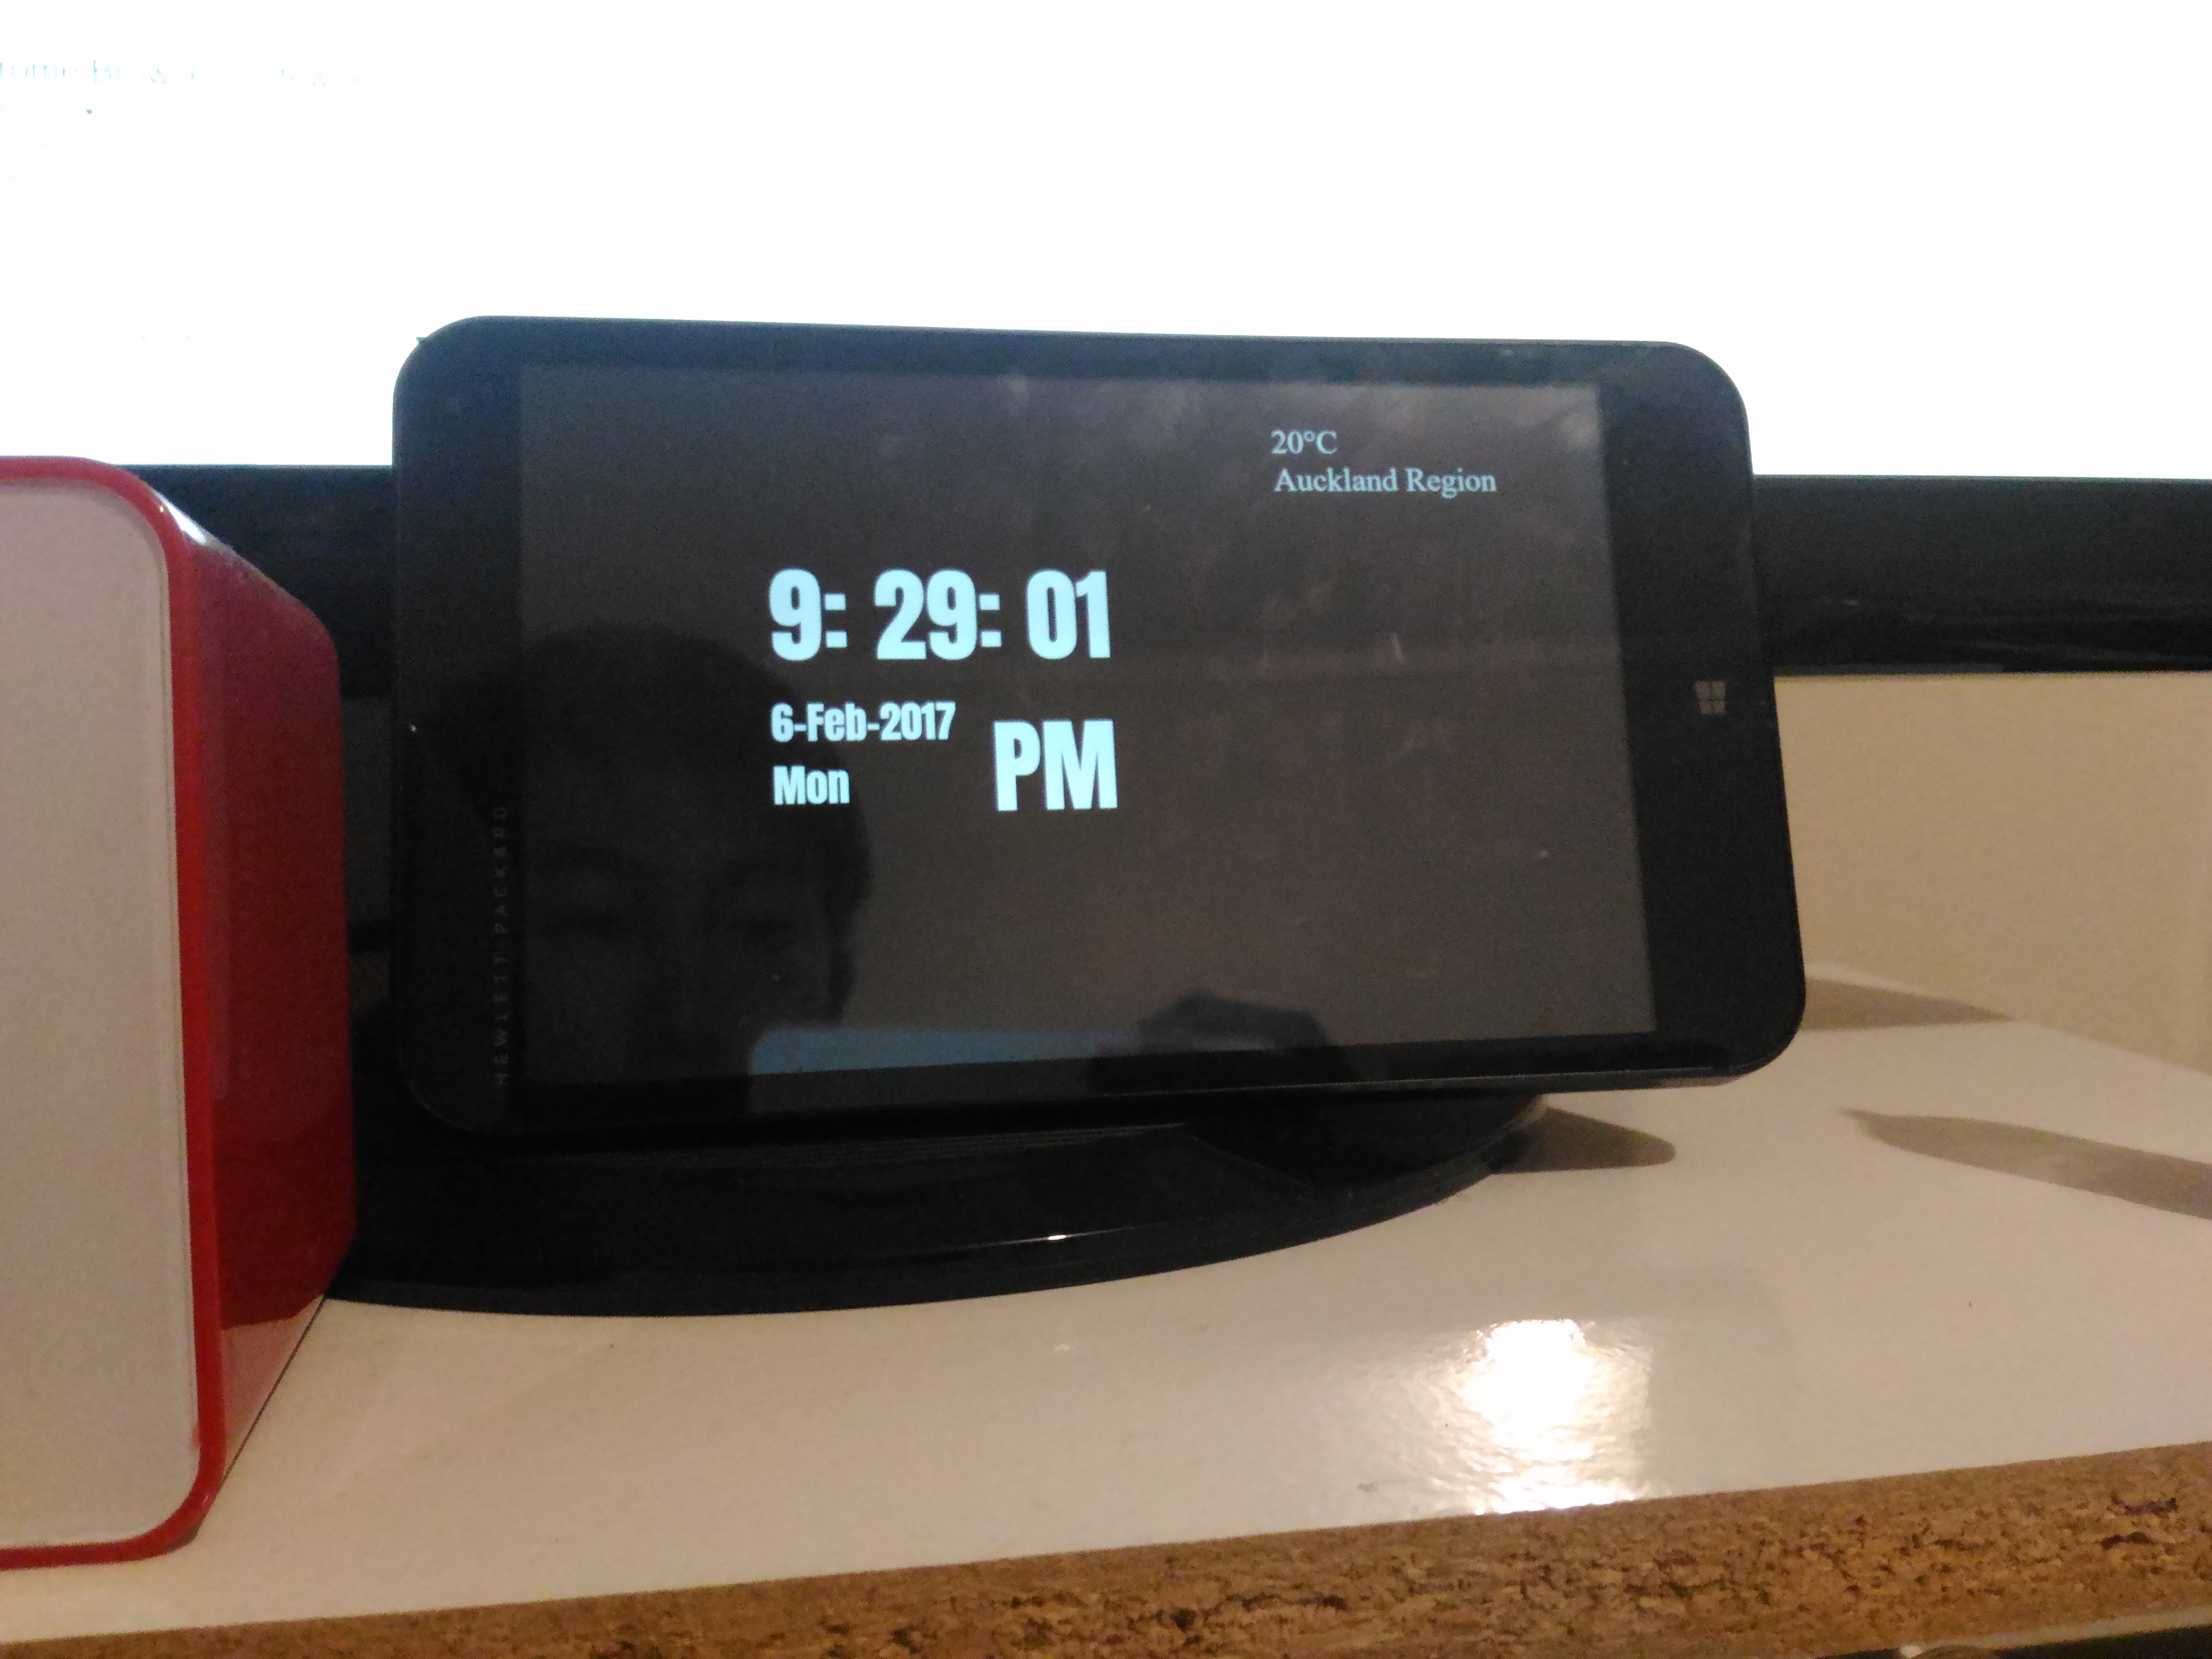 20°C
Auckland Region
9: 29: 01
6-Feb-2017
Mon
PM
HEWLETT-PACKARD